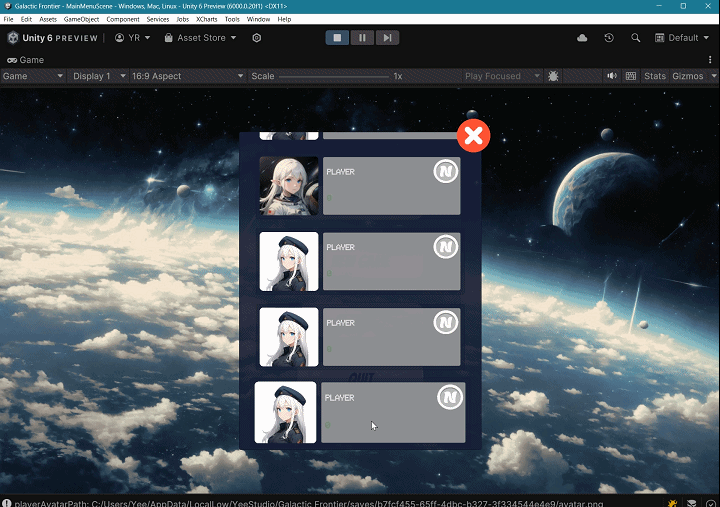 Galactic Frontier - MainMenuScene - Windows, Mac, Linux - Unity 6 Preview (6000.0.20f1) <DX11>
File Edit Assets GameObject Component Services Jobs XCharts Tools Window Help
Unity 6 PREVIEW YR Asset Store Default
Game
Game Display 1 16:9 Aspect Scale 1x Play Focused Stats Gizmos
PLAYER
N
PLAYER
N
PLAYER
N
QUIT
PLAYER
N
playerAvatarPath: C:/Users/Yee/AppData/LocalLow/YeeStudio/Galactic Frontier/saves/b7fcf455-65ff-4dbc-b327-3f334544e4e9/avatar.png